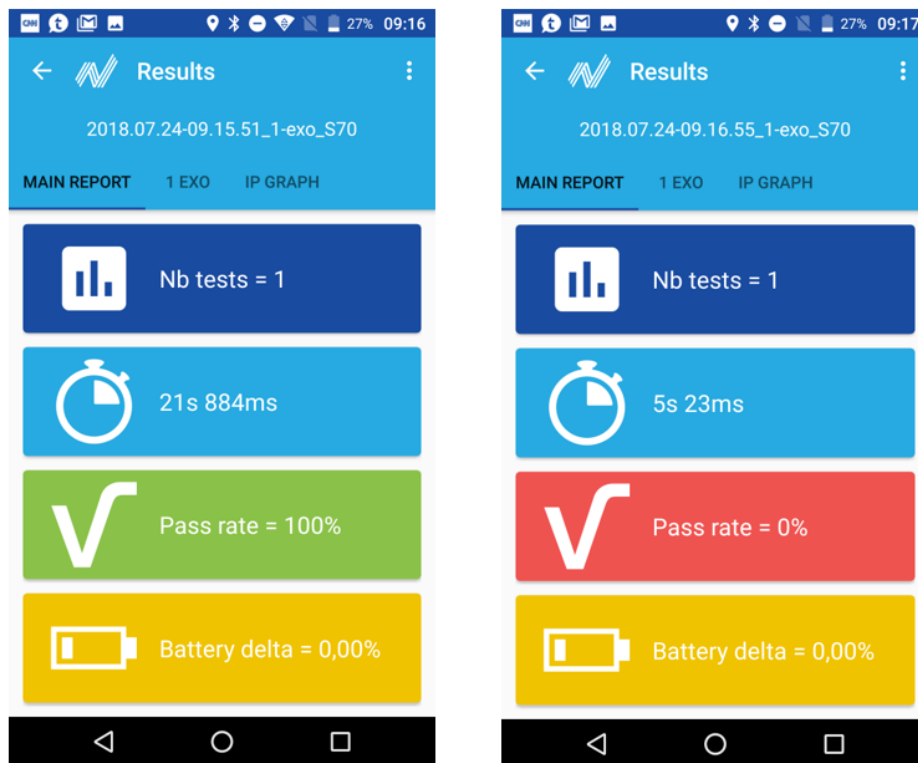 CNN 27% 09:16
Results
2018.07.24-09.15.51_1-exo_S70
MAIN REPORT 1 EXO IP GRAPH
Nb tests = 1
21s 884ms
Pass rate = 100%
Battery delta = 0,00%
CNN 27% 09:17
Results
2018.07.24-09.16.55_1-exo_S70
MAIN REPORT 1 EXO IP GRAPH
Nb tests = 1
5s 23ms
Pass rate = 0%
Battery delta = 0,00%